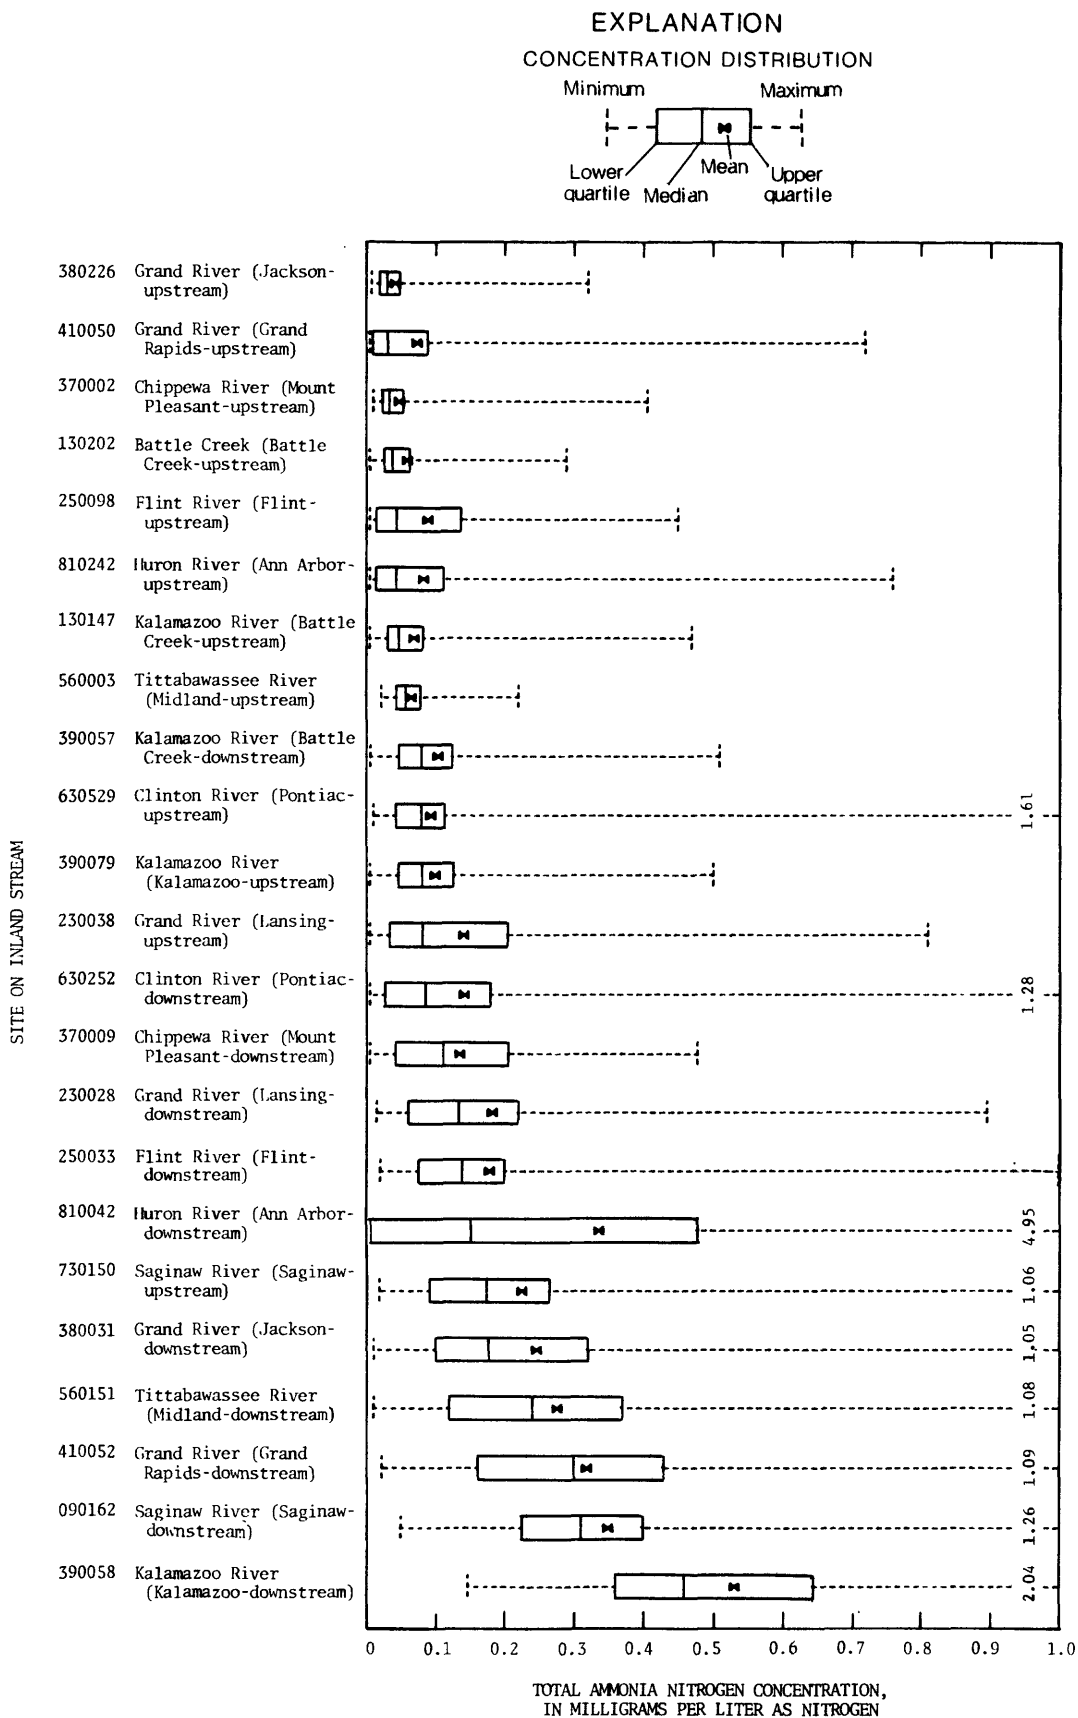 EXPLANATION
CONCENTRATION DISTRIBUTION
Minimum
Maximum
Lower
quartile
Median
Mean
Upper
quartile
SITE ON INLAND STREAM
380226 Grand River (Jackson-
upstream)
410050 Grand River (Grand
Rapids-upstream)
370002 Chippewa River (Mount
Pleasant-upstream)
130202 Battle Creek (Battle
Creek-upstream)
250098 Flint River (Flint-
upstream)
810242 Huron River (Ann Arbor-
upstream)
130147 Kalamazoo River (Battle
Creek-upstream)
560003 Tittabawassee River
(Midland-upstream)
390057 Kalamazoo River (Battle
Creek-downstream)
630529 Clinton River (Pontiac-
upstream)
1.61
390079 Kalamazoo River
(Kalamazoo-upstream)
230038 Grand River (Lansing-
upstream)
630252 Clinton River (Pontiac-
downstream)
1.28
370009 Chippewa River (Mount
Pleasant-downstream)
230028 Grand River (Lansing-
downstream)
250033 Flint River (Flint-
downstream)
810042 Huron River (Ann Arbor-
downstream)
4.95
730150 Saginaw River (Saginaw-
upstream)
1.06
380031 Grand River (Jackson-
downstream)
1.05
560151 Tittabawassee River
(Midland-downstream)
1.08
410052 Grand River (Grand
Rapids-downstream)
1.09
090162 Saginaw River (Saginaw-
downstream)
1.26
390058 Kalamazoo River
(Kalamazoo-downstream)
2.04
0 0.1 0.2 0.3 0.4 0.5 0.6 0.7 0.8 0.9 1.0
TOTAL AMMONIA NITROGEN CONCENTRATION,
IN MILLIGRAMS PER LITER AS NITROGEN